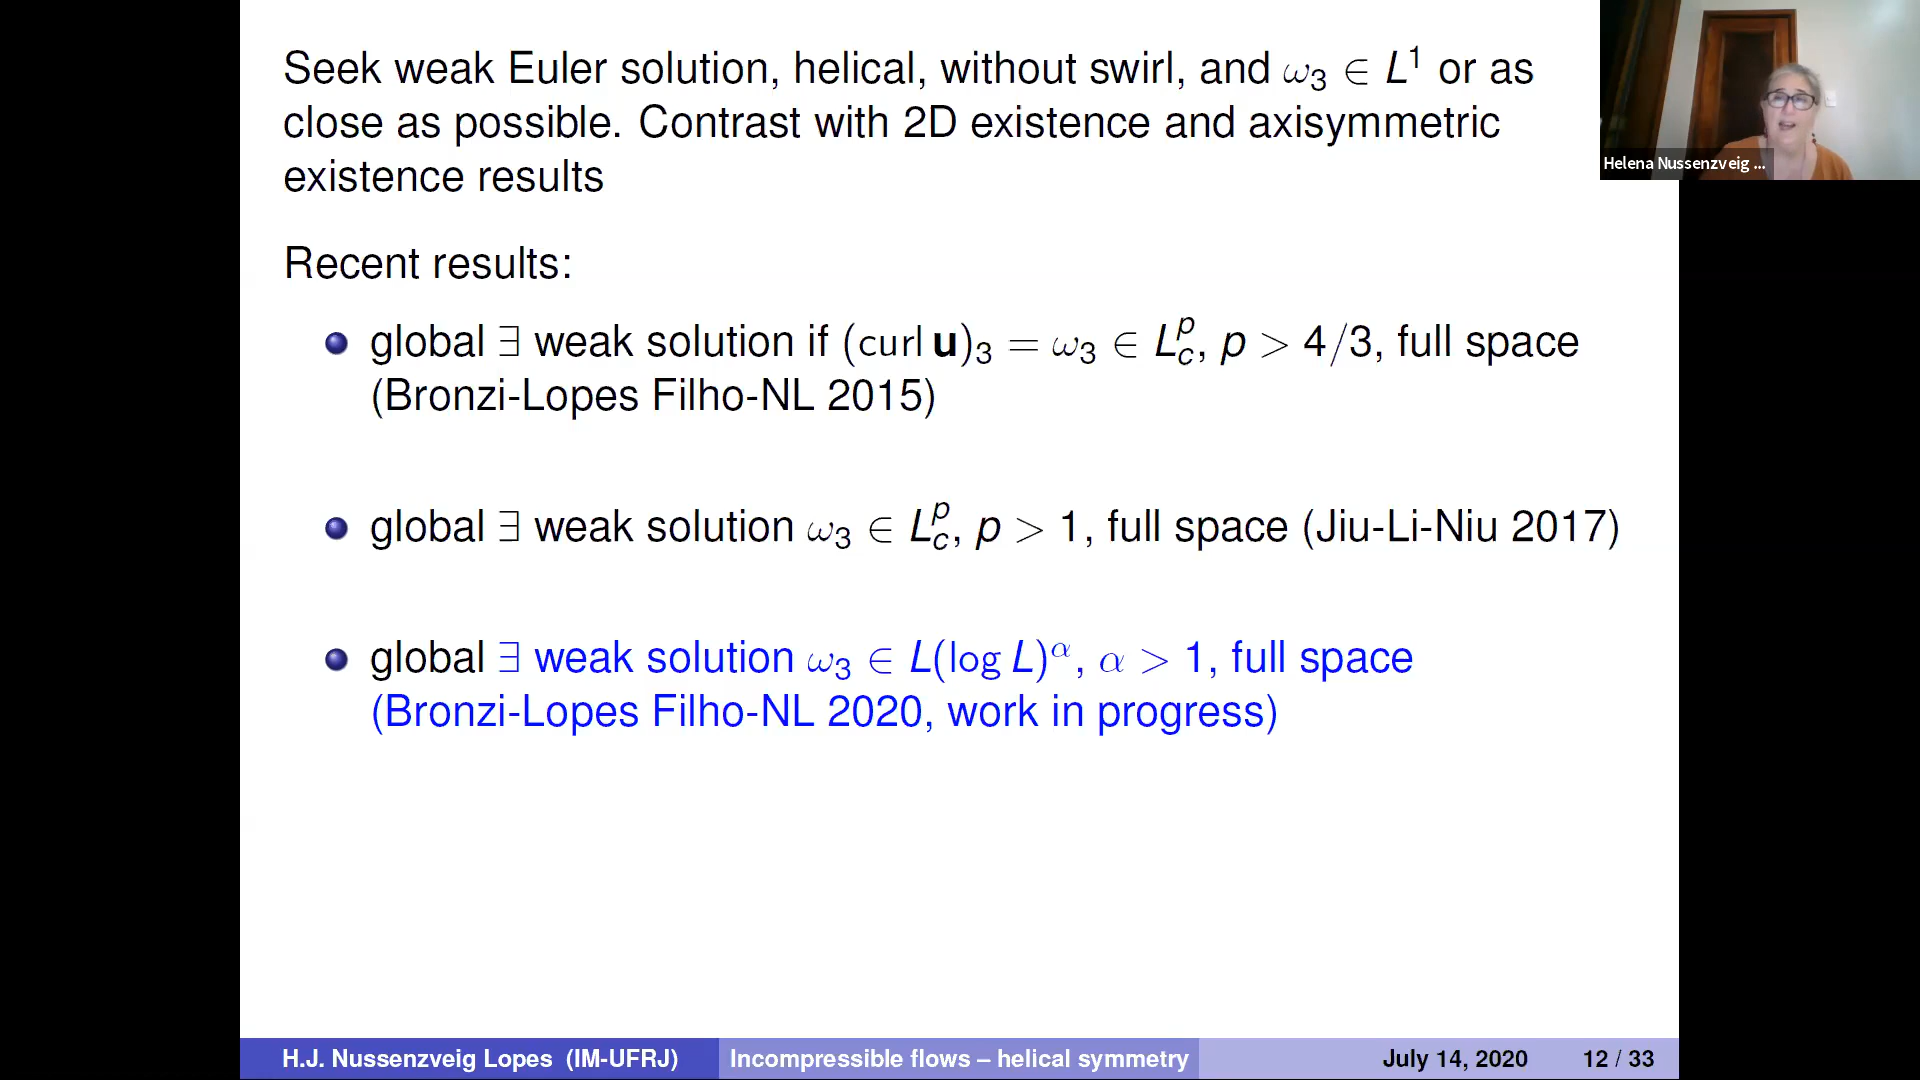 Seek weak Euler solution, helical, without swirl, and ω₃ ∈ L¹ or as
close as possible. Contrast with 2D existence and axisymmetric
existence results
Recent results:
global ∃ weak solution if (curl u)₃ = ω₃ ∈ L_c^p, p > 4/3, full space
(Bronzi-Lopes Filho-NL 2015)
global ∃ weak solution ω₃ ∈ L_c^p, p > 1, full space (Jiu-Li-Niu 2017)
global ∃ weak solution ω₃ ∈ L(log L)^α, α > 1, full space
(Bronzi-Lopes Filho-NL 2020, work in progress)
Helena Nussenzveig ...
H.J. Nussenzveig Lopes (IM-UFRJ) Incompressible flows – helical symmetry July 14, 2020 12 / 33